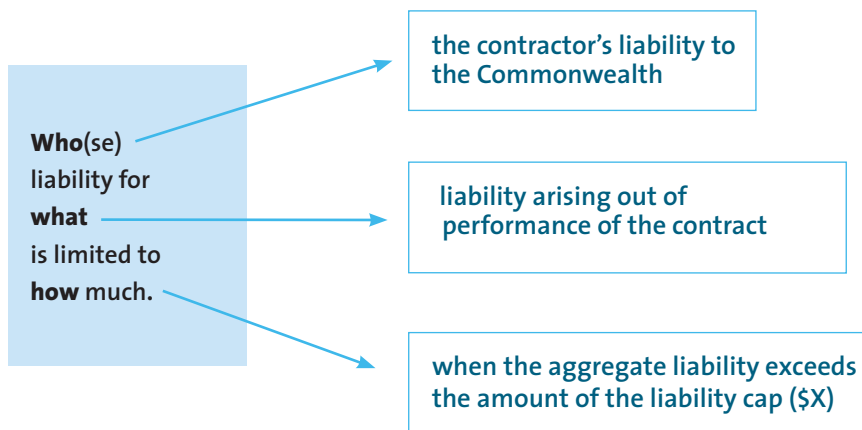 Who(se)
liability for
what
is limited to
how much.
the contractor’s liability to
the Commonwealth
liability arising out of
performance of the contract
when the aggregate liability exceeds
the amount of the liability cap ($X)